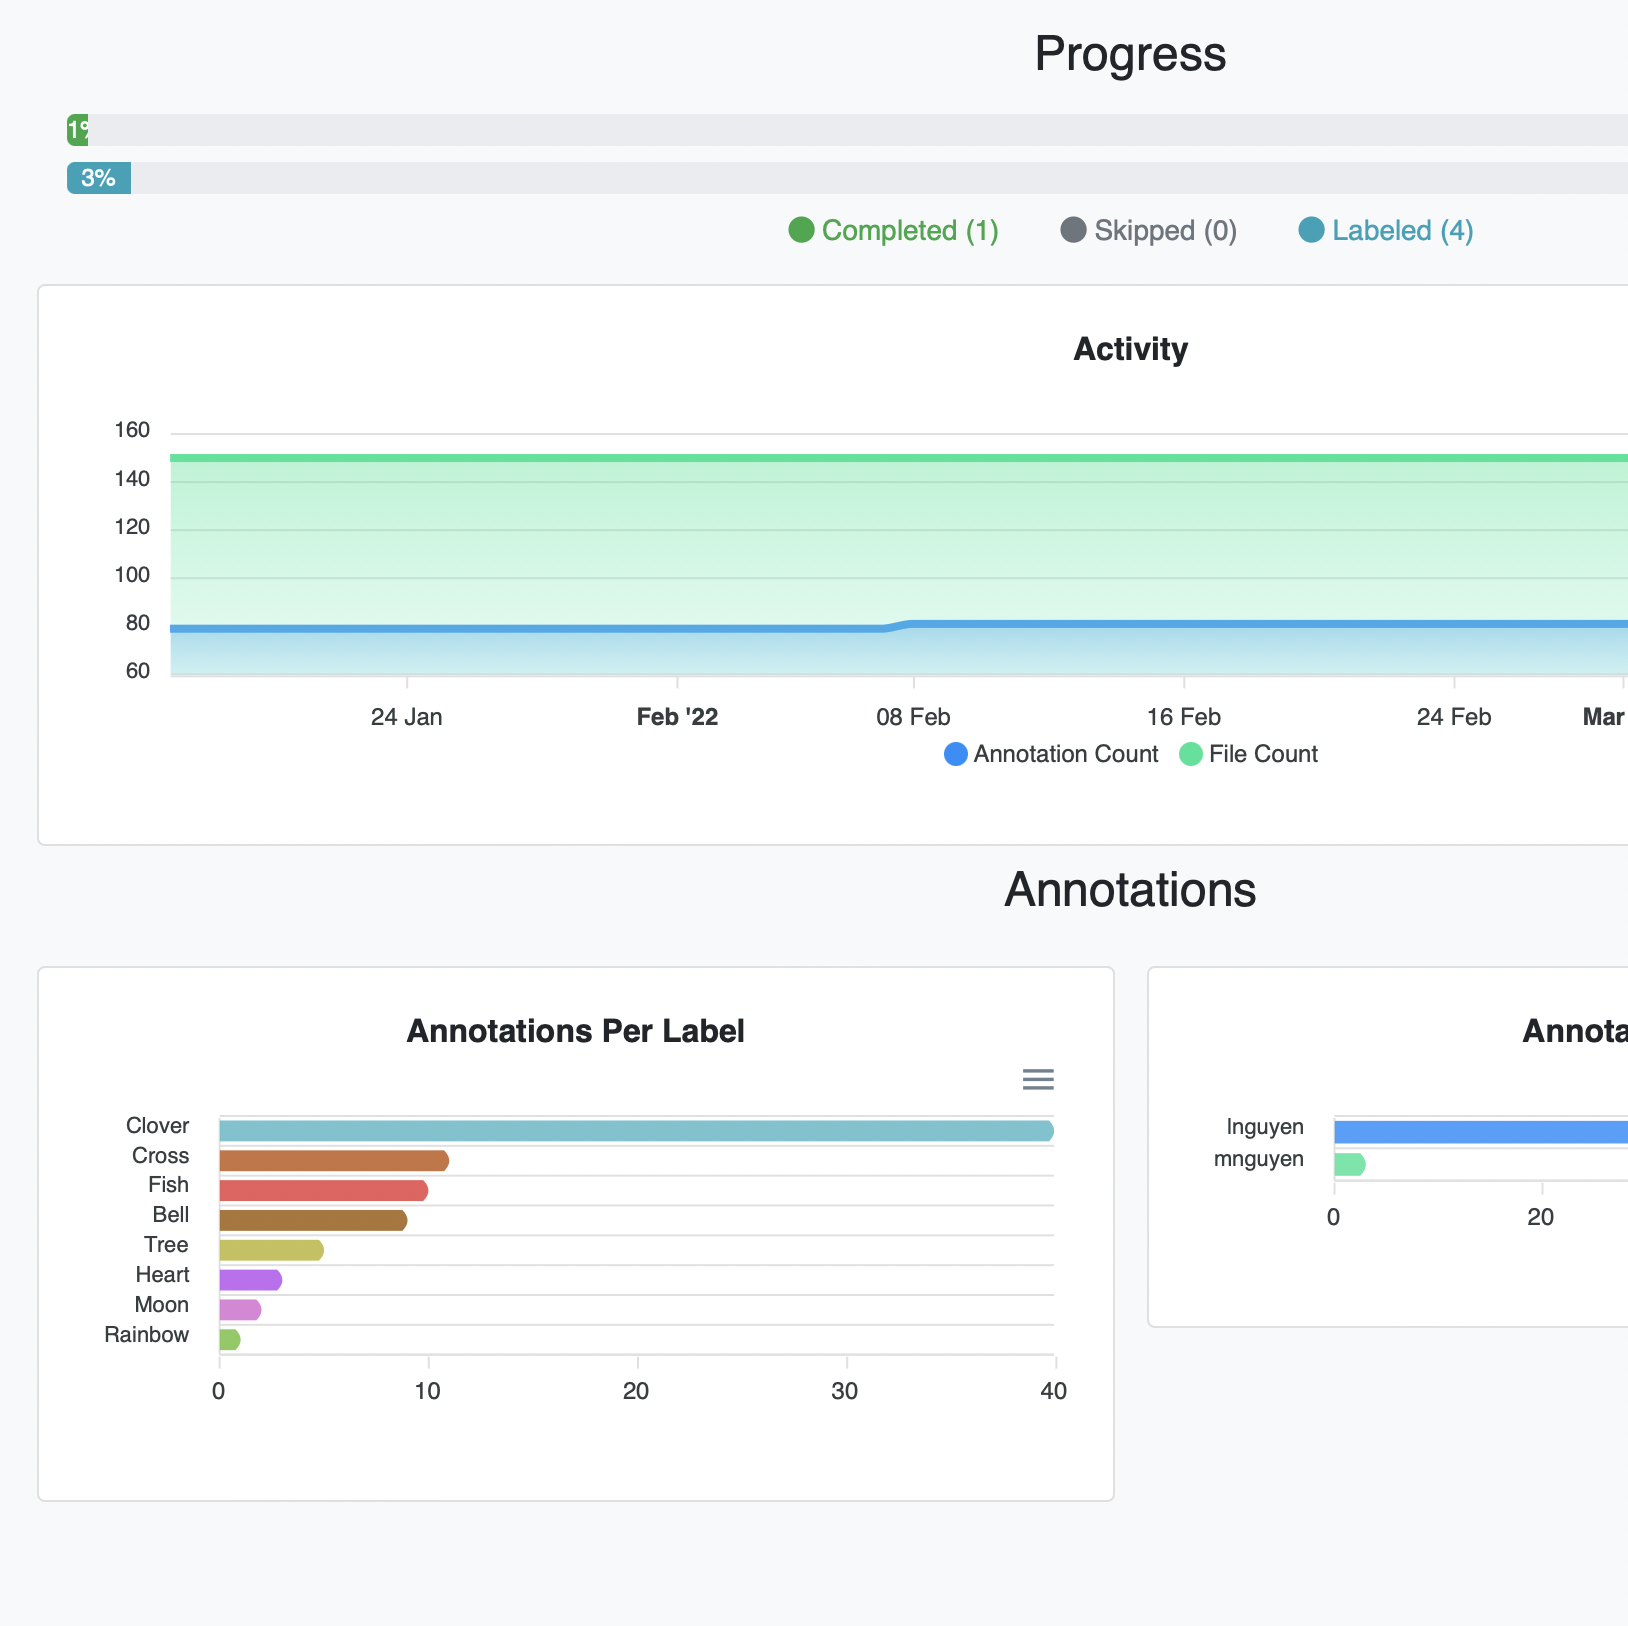 Progress
1%
3%
Completed (1) Skipped (0) Labeled (4)
Activity
160
140
120
100
80
60
24 Jan Feb '22 08 Feb 16 Feb 24 Feb Mar
Annotation Count File Count
Annotations
Annotations Per Label
Clover
Cross
Fish
Bell
Tree
Heart
Moon
Rainbow
0 10 20 30 40
Annota
lnguyen
mnguyen
0 20